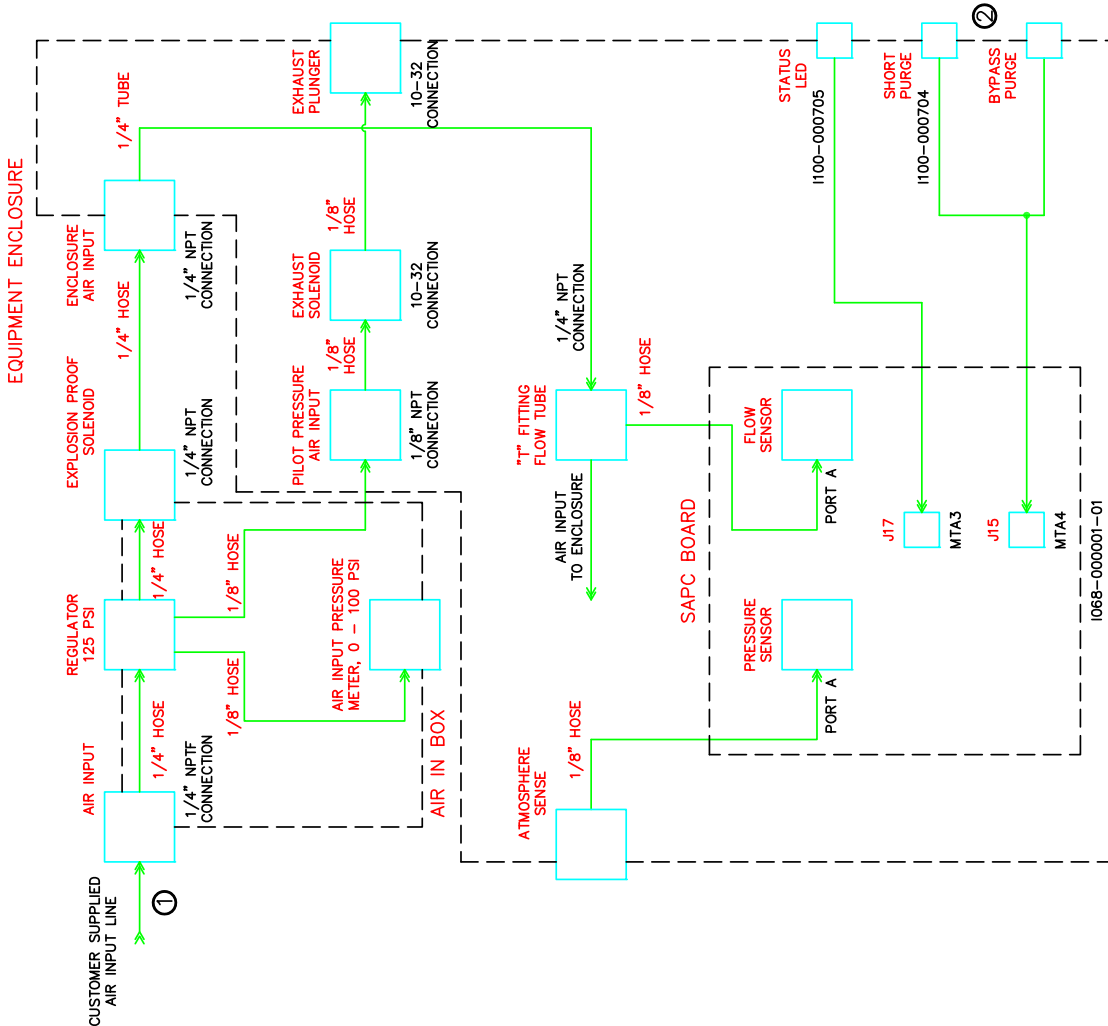 EQUIPMENT ENCLOSURE
CUSTOMER SUPPLIED
AIR INPUT LINE
1
AIR INPUT
1/4" NPTF
CONNECTION
1/4" HOSE
REGULATOR
125 PSI
1/4" HOSE
EXPLOSION PROOF
SOLENOID
1/4" NPT
CONNECTION
1/4" HOSE
ENCLOSURE
AIR INPUT
1/4" NPT
CONNECTION
1/4" TUBE
1/8" HOSE
1/8" HOSE
AIR INPUT PRESSURE
METER, 0 - 100 PSI
AIR IN BOX
PILOT PRESSURE
AIR INPUT
1/8" NPT
CONNECTION
1/8"
HOSE
EXHAUST
SOLENOID
10-32
CONNECTION
1/8"
HOSE
EXHAUST
PLUNGER
10-32
CONNECTION
ATMOSPHERE
SENSE
1/8" HOSE
AIR INPUT
TO ENCLOSURE
"T" FITTING
FLOW TUBE
1/4" NPT
CONNECTION
1/8" HOSE
SAPC BOARD
PRESSURE
SENSOR
PORT A
FLOW
SENSOR
PORT A
J17
MTA3
J15
MTA4
I068-000001-01
STATUS
LED
I100-000705
SHORT
PURGE
I100-000704
BYPASS
PURGE
2